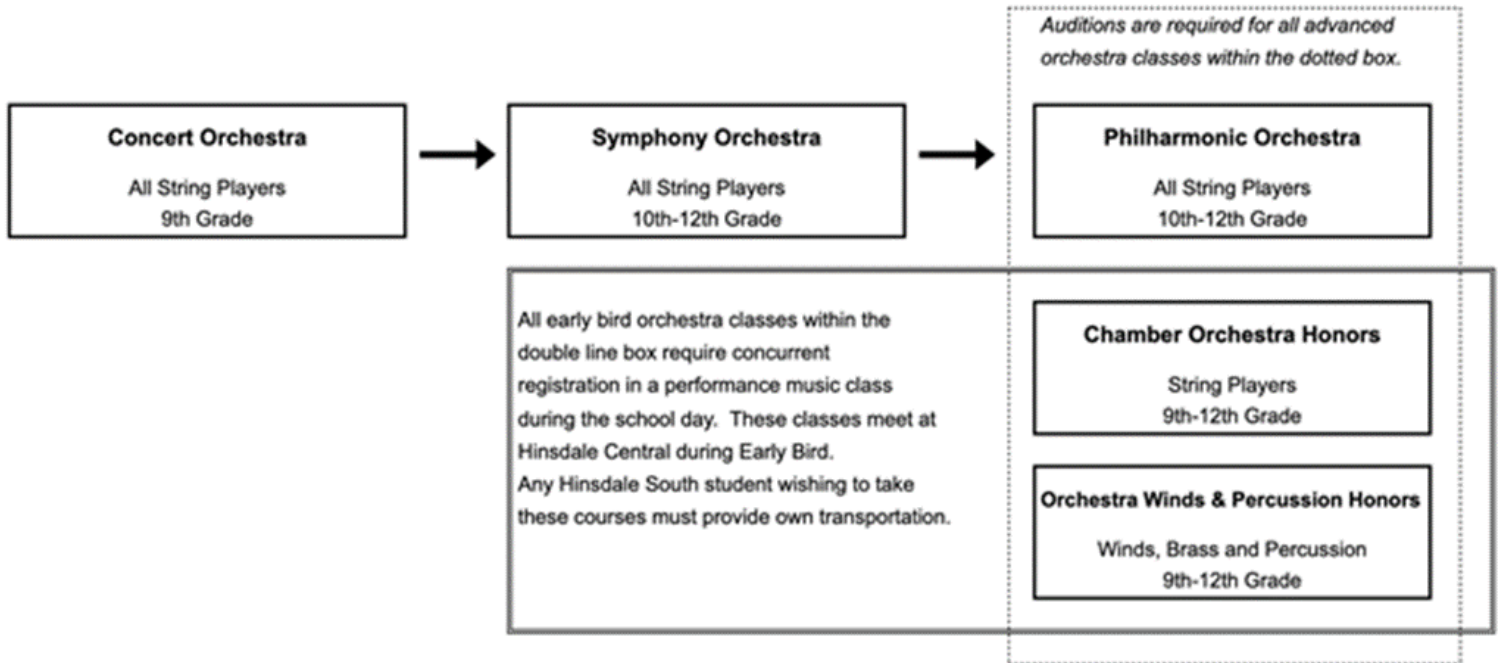 Auditions are required for all advanced
orchestra classes within the dotted box.
Concert Orchestra
All String Players
9th Grade
Symphony Orchestra
All String Players
10th-12th Grade
Philharmonic Orchestra
All String Players
10th-12th Grade
All early bird orchestra classes within the
double line box require concurrent
registration in a performance music class
during the school day.  These classes meet at
Hinsdale Central during Early Bird.
Any Hinsdale South student wishing to take
these courses must provide own transportation.
Chamber Orchestra Honors
String Players
9th-12th Grade
Orchestra Winds & Percussion Honors
Winds, Brass and Percussion
9th-12th Grade